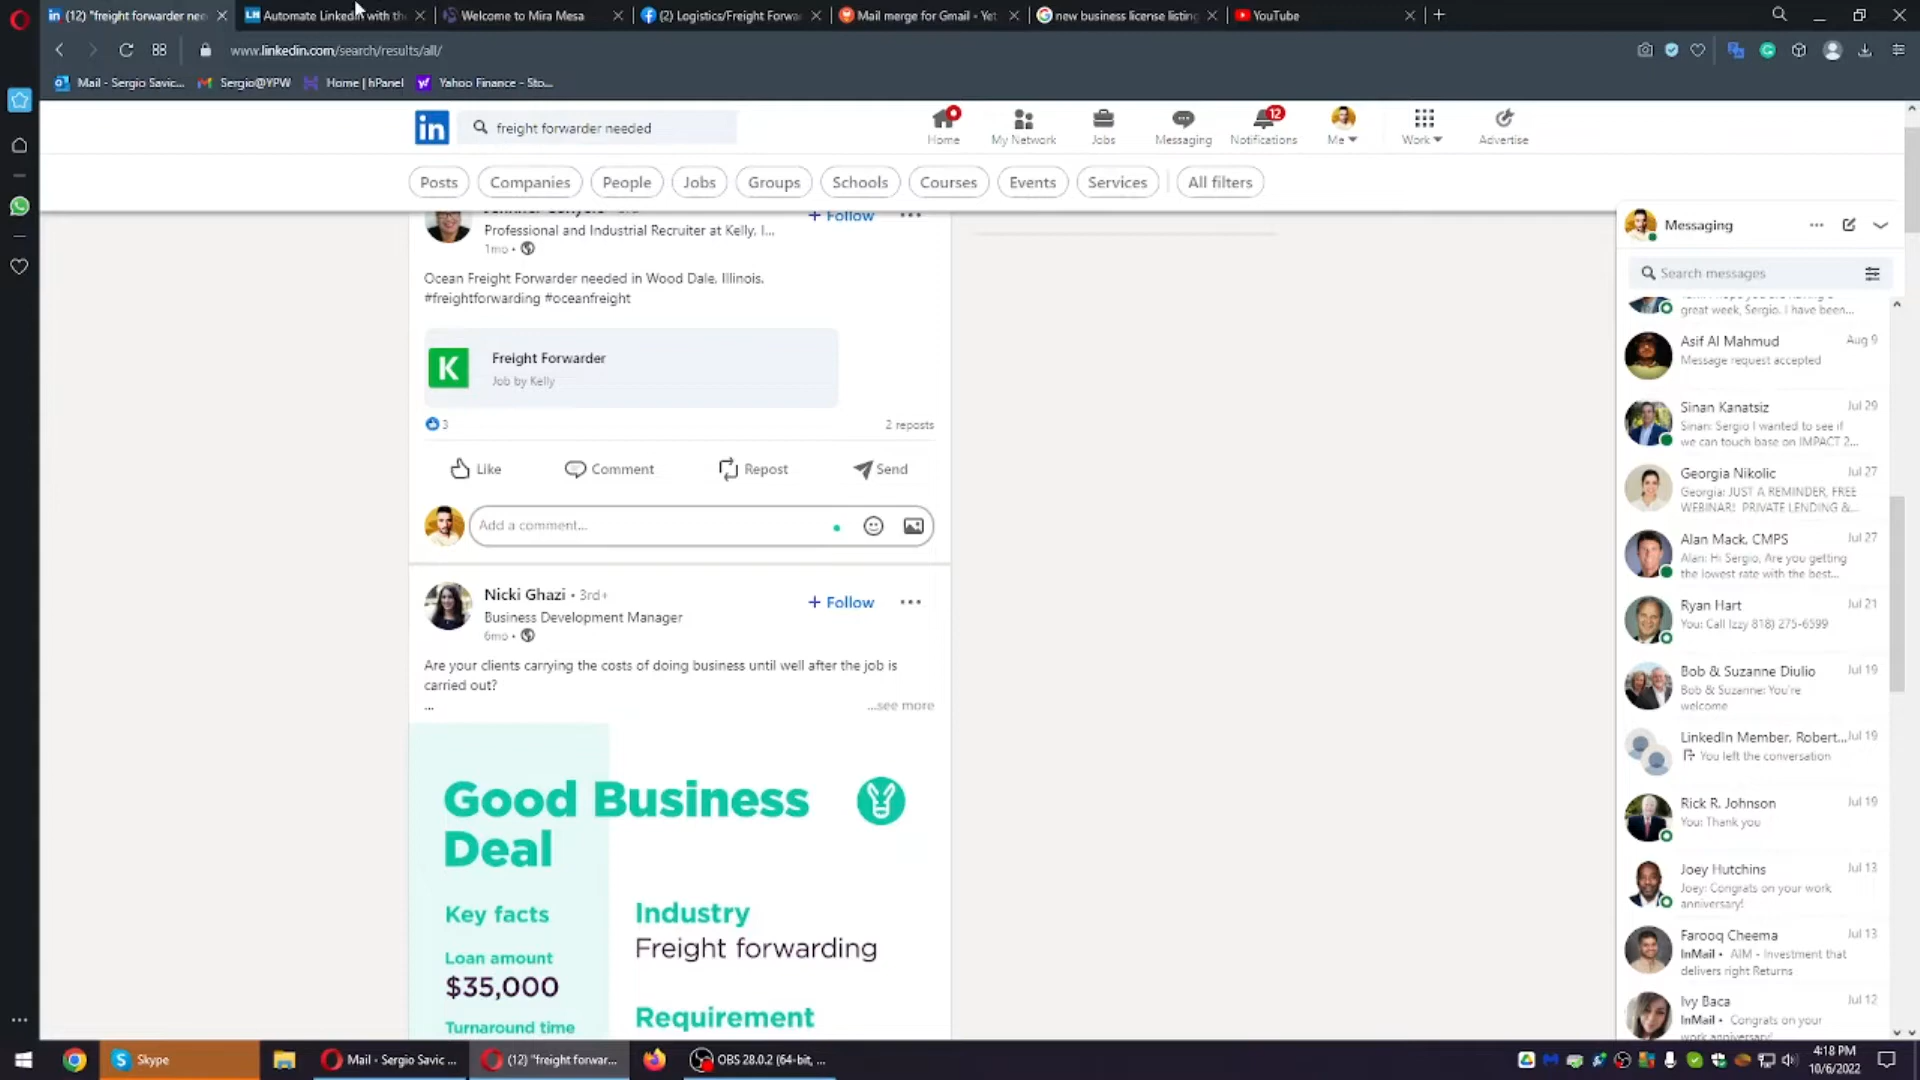 (12) "freight forwarder nee
Automate LinkedIn with th
Welcome to Mira Mesa
(2) Logistics/Freight Forwa
Mail merge for Gmail - Yet
new business license listing
YouTube
www.linkedin.com/search/results/all/
Mail - Sergio Savic...
Sergio@YPW
Home | hPanel
Yahoo Finance - Sto...
in
freight forwarder needed
Home
My Network
Jobs
Messaging
12
Notifications
Me
Work
Advertise
Posts
Companies
People
Jobs
Groups
Schools
Courses
Events
Services
All filters
+ Follow
Professional and Industrial Recruiter at Kelly, I...
1mo •
Ocean Freight Forwarder needed in Wood Dale, Illinois.
#freightforwarding #oceanfreight
K
Freight Forwarder
Job by Kelly
3
2 reposts
Like
Comment
Repost
Send
Add a comment...
Nicki Ghazi • 3rd+
+ Follow
Business Development Manager
6mo •
Are your clients carrying the costs of doing business until well after the job is
carried out?
...
...see more
Good Business
Deal
Key facts
Loan amount
$35,000
Turnaround time
Industry
Freight forwarding
Requirement
Messaging
Search messages
great week, Sergio. I have been...
Asif Al Mahmud
Aug 9
Message request accepted
Sinan Kanatsiz
Jul 29
Sinan: Sergio I wanted to see if
we can touch base on IMPACT 2...
Georgia Nikolic
Jul 27
Georgia: JUST A REMINDER, FREE
WEBINAR! PRIVATE LENDING &...
Alan Mack, CMPS
Jul 27
Alan: Hi Sergio, Are you getting
the lowest rate with the best...
Ryan Hart
Jul 21
You: Call Izzy 818) 275-6599
Bob & Suzanne Diulio
Jul 19
Bob & Suzanne: You're
welcome
LinkedIn Member, Robert...
Jul 19
You left the conversation
Rick R. Johnson
Jul 19
You: Thank you
Joey Hutchins
Jul 13
Joey: Congrats on your work
anniversary!
Farooq Cheema
Jul 13
InMail • AIM - Investment that
delivers right Returns
Ivy Baca
Jul 12
InMail • Congrats on your
work anniversary!
Skype
Mail - Sergio Savic ...
(12) "freight forwar...
OBS 28.0.2 (64-bit, ...
4:18 PM
10/6/2022